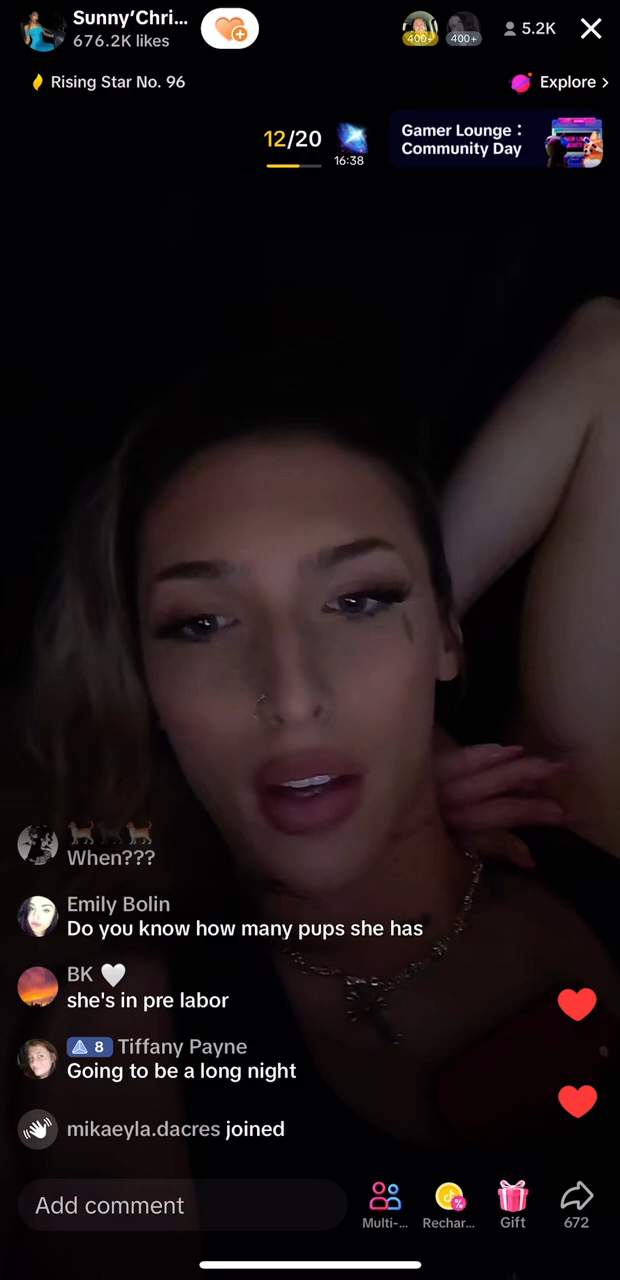 Sunny’Chri...
676.2K likes
400+
400+
5.2K
Rising Star No. 96
Explore >
12/20
16:38
Gamer Lounge :
Community Day
When???
Emily Bolin
Do you know how many pups she has
BK 🤍
she's in pre labor
8 Tiffany Payne
Going to be a long night
mikaeyla.dacres joined
Add comment
Multi-...
Rechar...
Gift
672